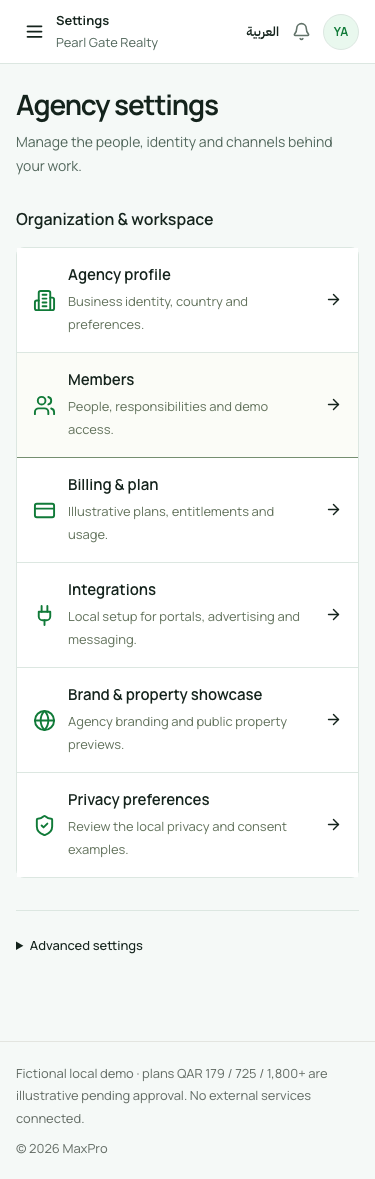 Settings
Pearl Gate Realty
العربية
YA
Agency settings
Manage the people, identity and channels behind
your work.
Organization & workspace
Agency profile
Business identity, country and
preferences.
Members
People, responsibilities and demo
access.
Billing & plan
Illustrative plans, entitlements and
usage.
Integrations
Local setup for portals, advertising and
messaging.
Brand & property showcase
Agency branding and public property
previews.
Privacy preferences
Review the local privacy and consent
examples.
Advanced settings
Fictional local demo · plans QAR 179 / 725 / 1,800+ are
illustrative pending approval. No external services
connected.
© 2026 MaxPro